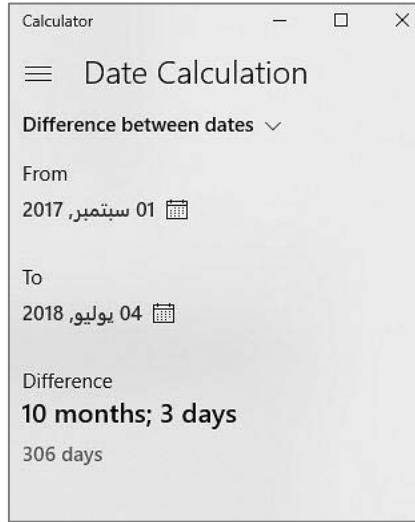 Calculator
Date Calculation
Difference between dates
From
01 سبتمبر, 2017
To
04 يوليو, 2018
Difference
10 months; 3 days
306 days